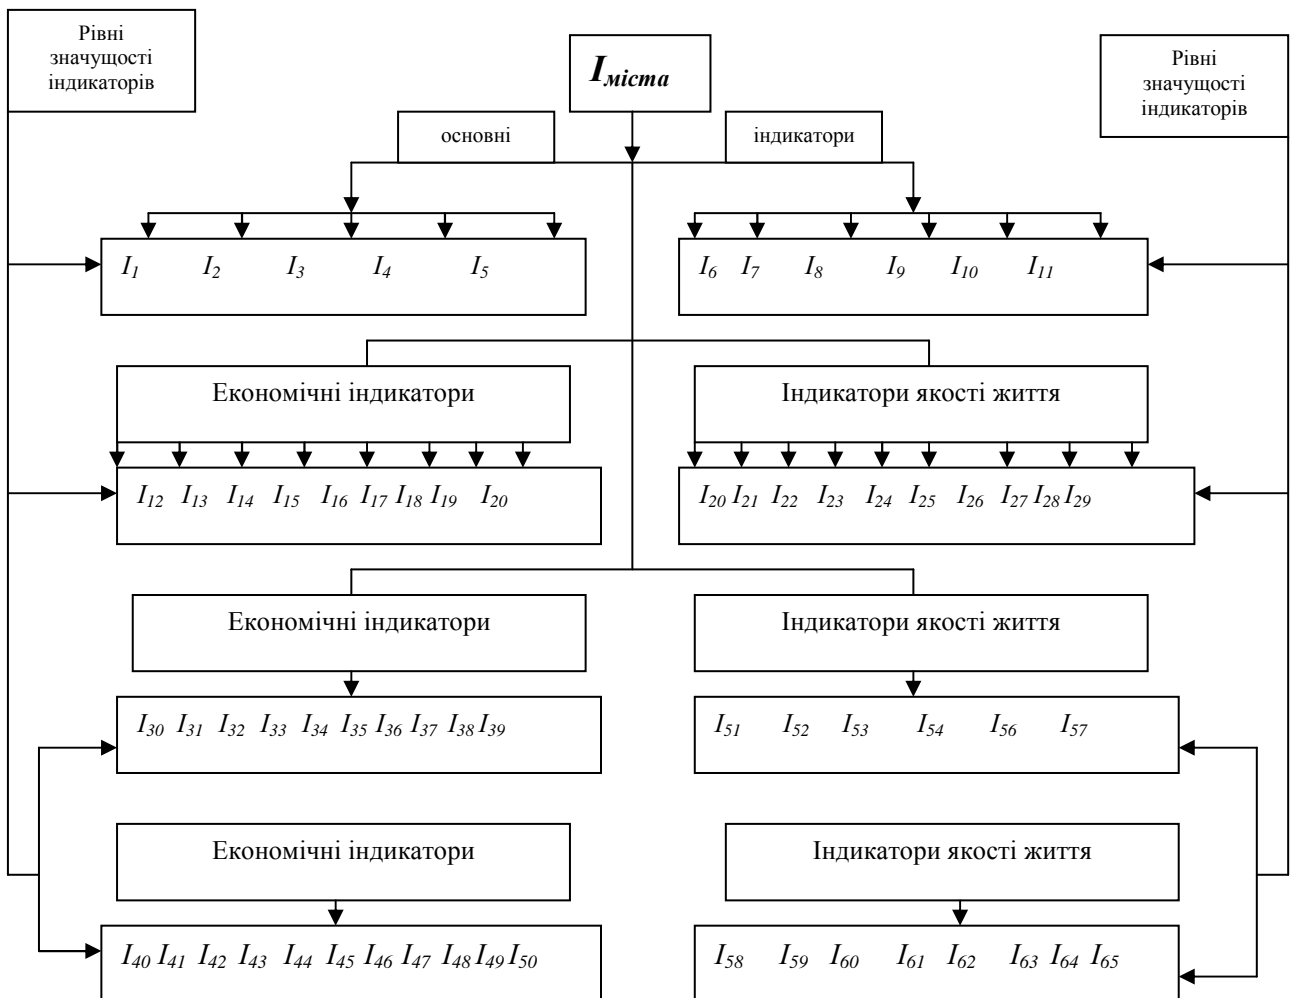 Рівні
значущості
індикаторів
Iміста
Рівні
значущості
індикаторів
основні
індикатори
I1 I2 I3 I4 I5
I6 I7 I8 I9 I10 I11
Економічні індикатори
Індикатори якості життя
I12 I13 I14 I15 I16 I17 I18 I19 I20
I20 I21 I22 I23 I24 I25 I26 I27 I28 I29
Економічні індикатори
Індикатори якості життя
I30 I31 I32 I33 I34 I35 I36 I37 I38 I39
I51 I52 I53 I54 I56 I57
Економічні індикатори
Індикатори якості життя
I40 I41 I42 I43 I44 I45 I46 I47 I48 I49 I50
I58 I59 I60 I61 I62 I63 I64 I65